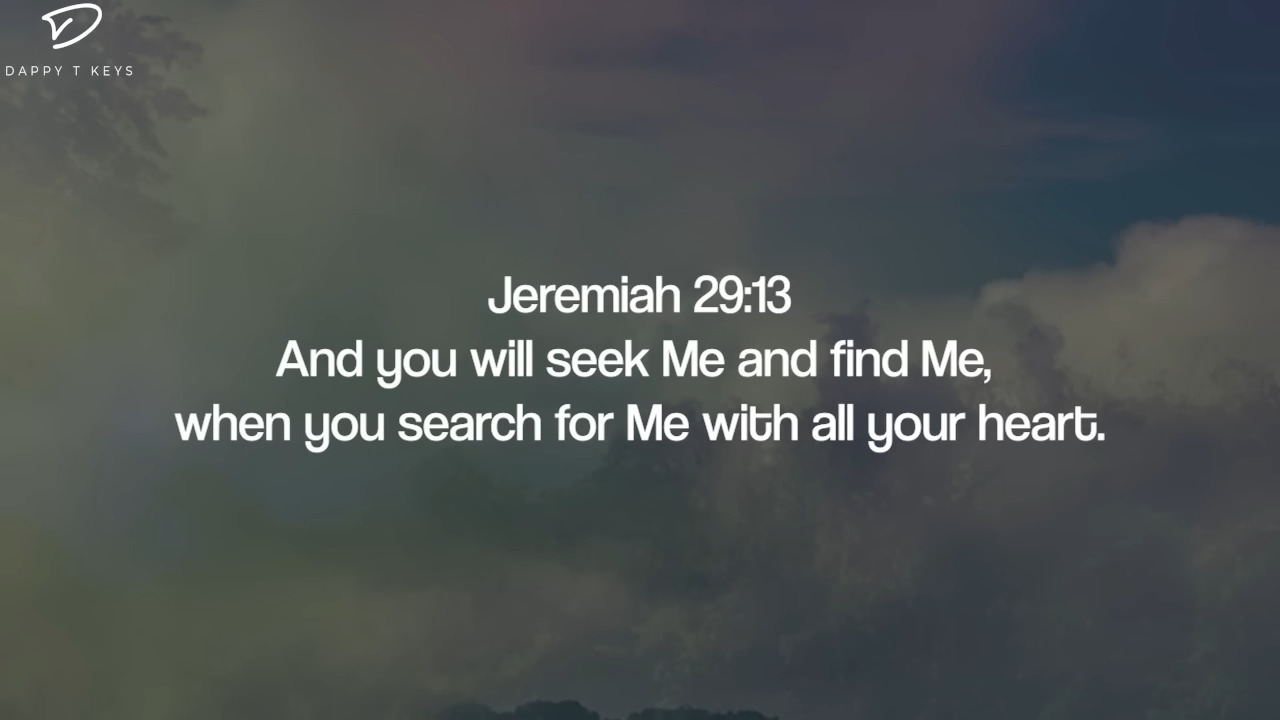 DAPPY T KEYS
Jeremiah 29:13
And you will seek Me and find Me,
when you search for Me with all your heart.